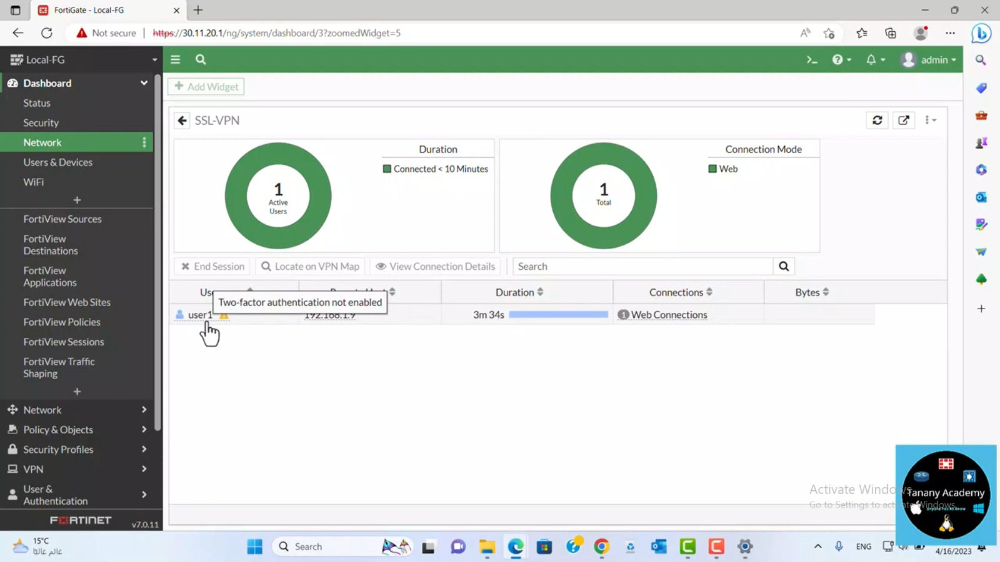 FortiGate - Local-FG
Not secure
https://30.11.20.1/ng/system/dashboard/3?zoomedWidget=5
Local-FG
admin
Dashboard
Status
Security
Network
Users & Devices
WiFi
FortiView Sources
FortiView
Destinations
FortiView
Applications
FortiView Web Sites
FortiView Policies
FortiView Sessions
FortiView Traffic
Shaping
Network
Policy & Objects
Security Profiles
VPN
User &
Authentication
FORTINET
v7.0.11
Add Widget
SSL-VPN
1
Active
Users
Duration
Connected < 10 Minutes
1
Total
Connection Mode
Web
End Session
Locate on VPN Map
View Connection Details
Search
Duration
Connections
Bytes
Two-factor authentication not enabled
user1
192.168.1.9
3m 34s
1 Web Connections
Activate Windows
Go to Settings to activate Windows.
Tanany Academy
15°C
غائم غالبًا
Search
ENG
4/16/2023